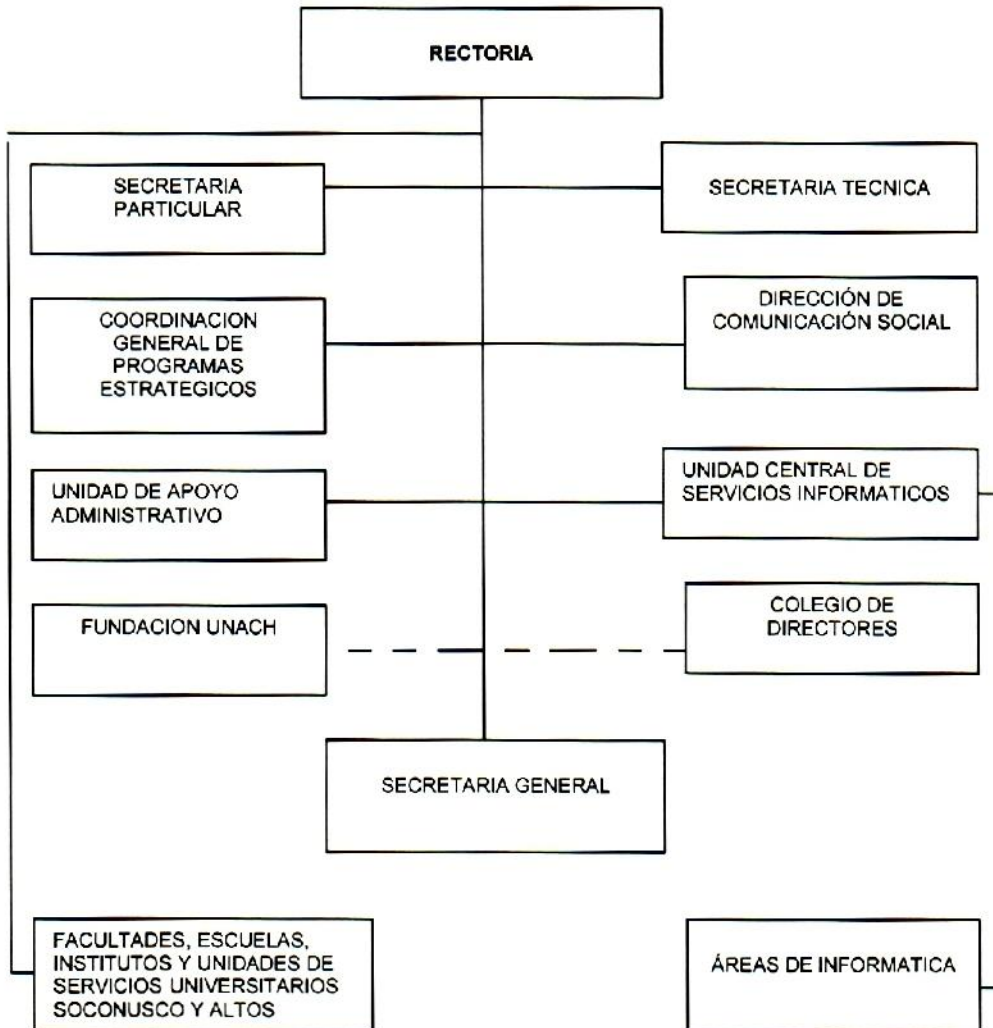 RECTORIA
SECRETARIA
PARTICULAR
SECRETARIA TECNICA
COORDINACION
GENERAL DE
PROGRAMAS
ESTRATEGICOS
DIRECCIÓN DE
COMUNICACIÓN SOCIAL
UNIDAD DE APOYO
ADMINISTRATIVO
UNIDAD CENTRAL DE
SERVICIOS INFORMATICOS
FUNDACION UNACH
COLEGIO DE
DIRECTORES
SECRETARIA GENERAL
FACULTADES, ESCUELAS,
INSTITUTOS Y UNIDADES DE
SERVICIOS UNIVERSITARIOS
SOCONUSCO Y ALTOS
ÁREAS DE INFORMATICA